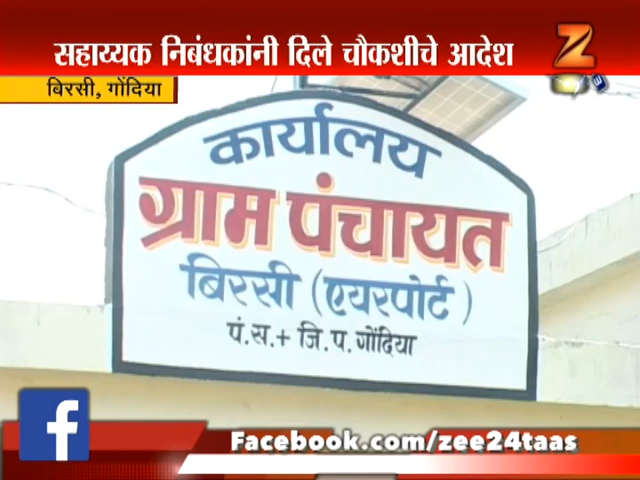 सहाय्यक निबंधकांनी दिले चौकशीचे आदेश
बिरसी, गोंदिया
कार्यालय
ग्राम पंचायत
बिरसी (एयरपोर्ट)
पं.स.+ जि.प.गोंदिया
Facebook.com/zee24taas